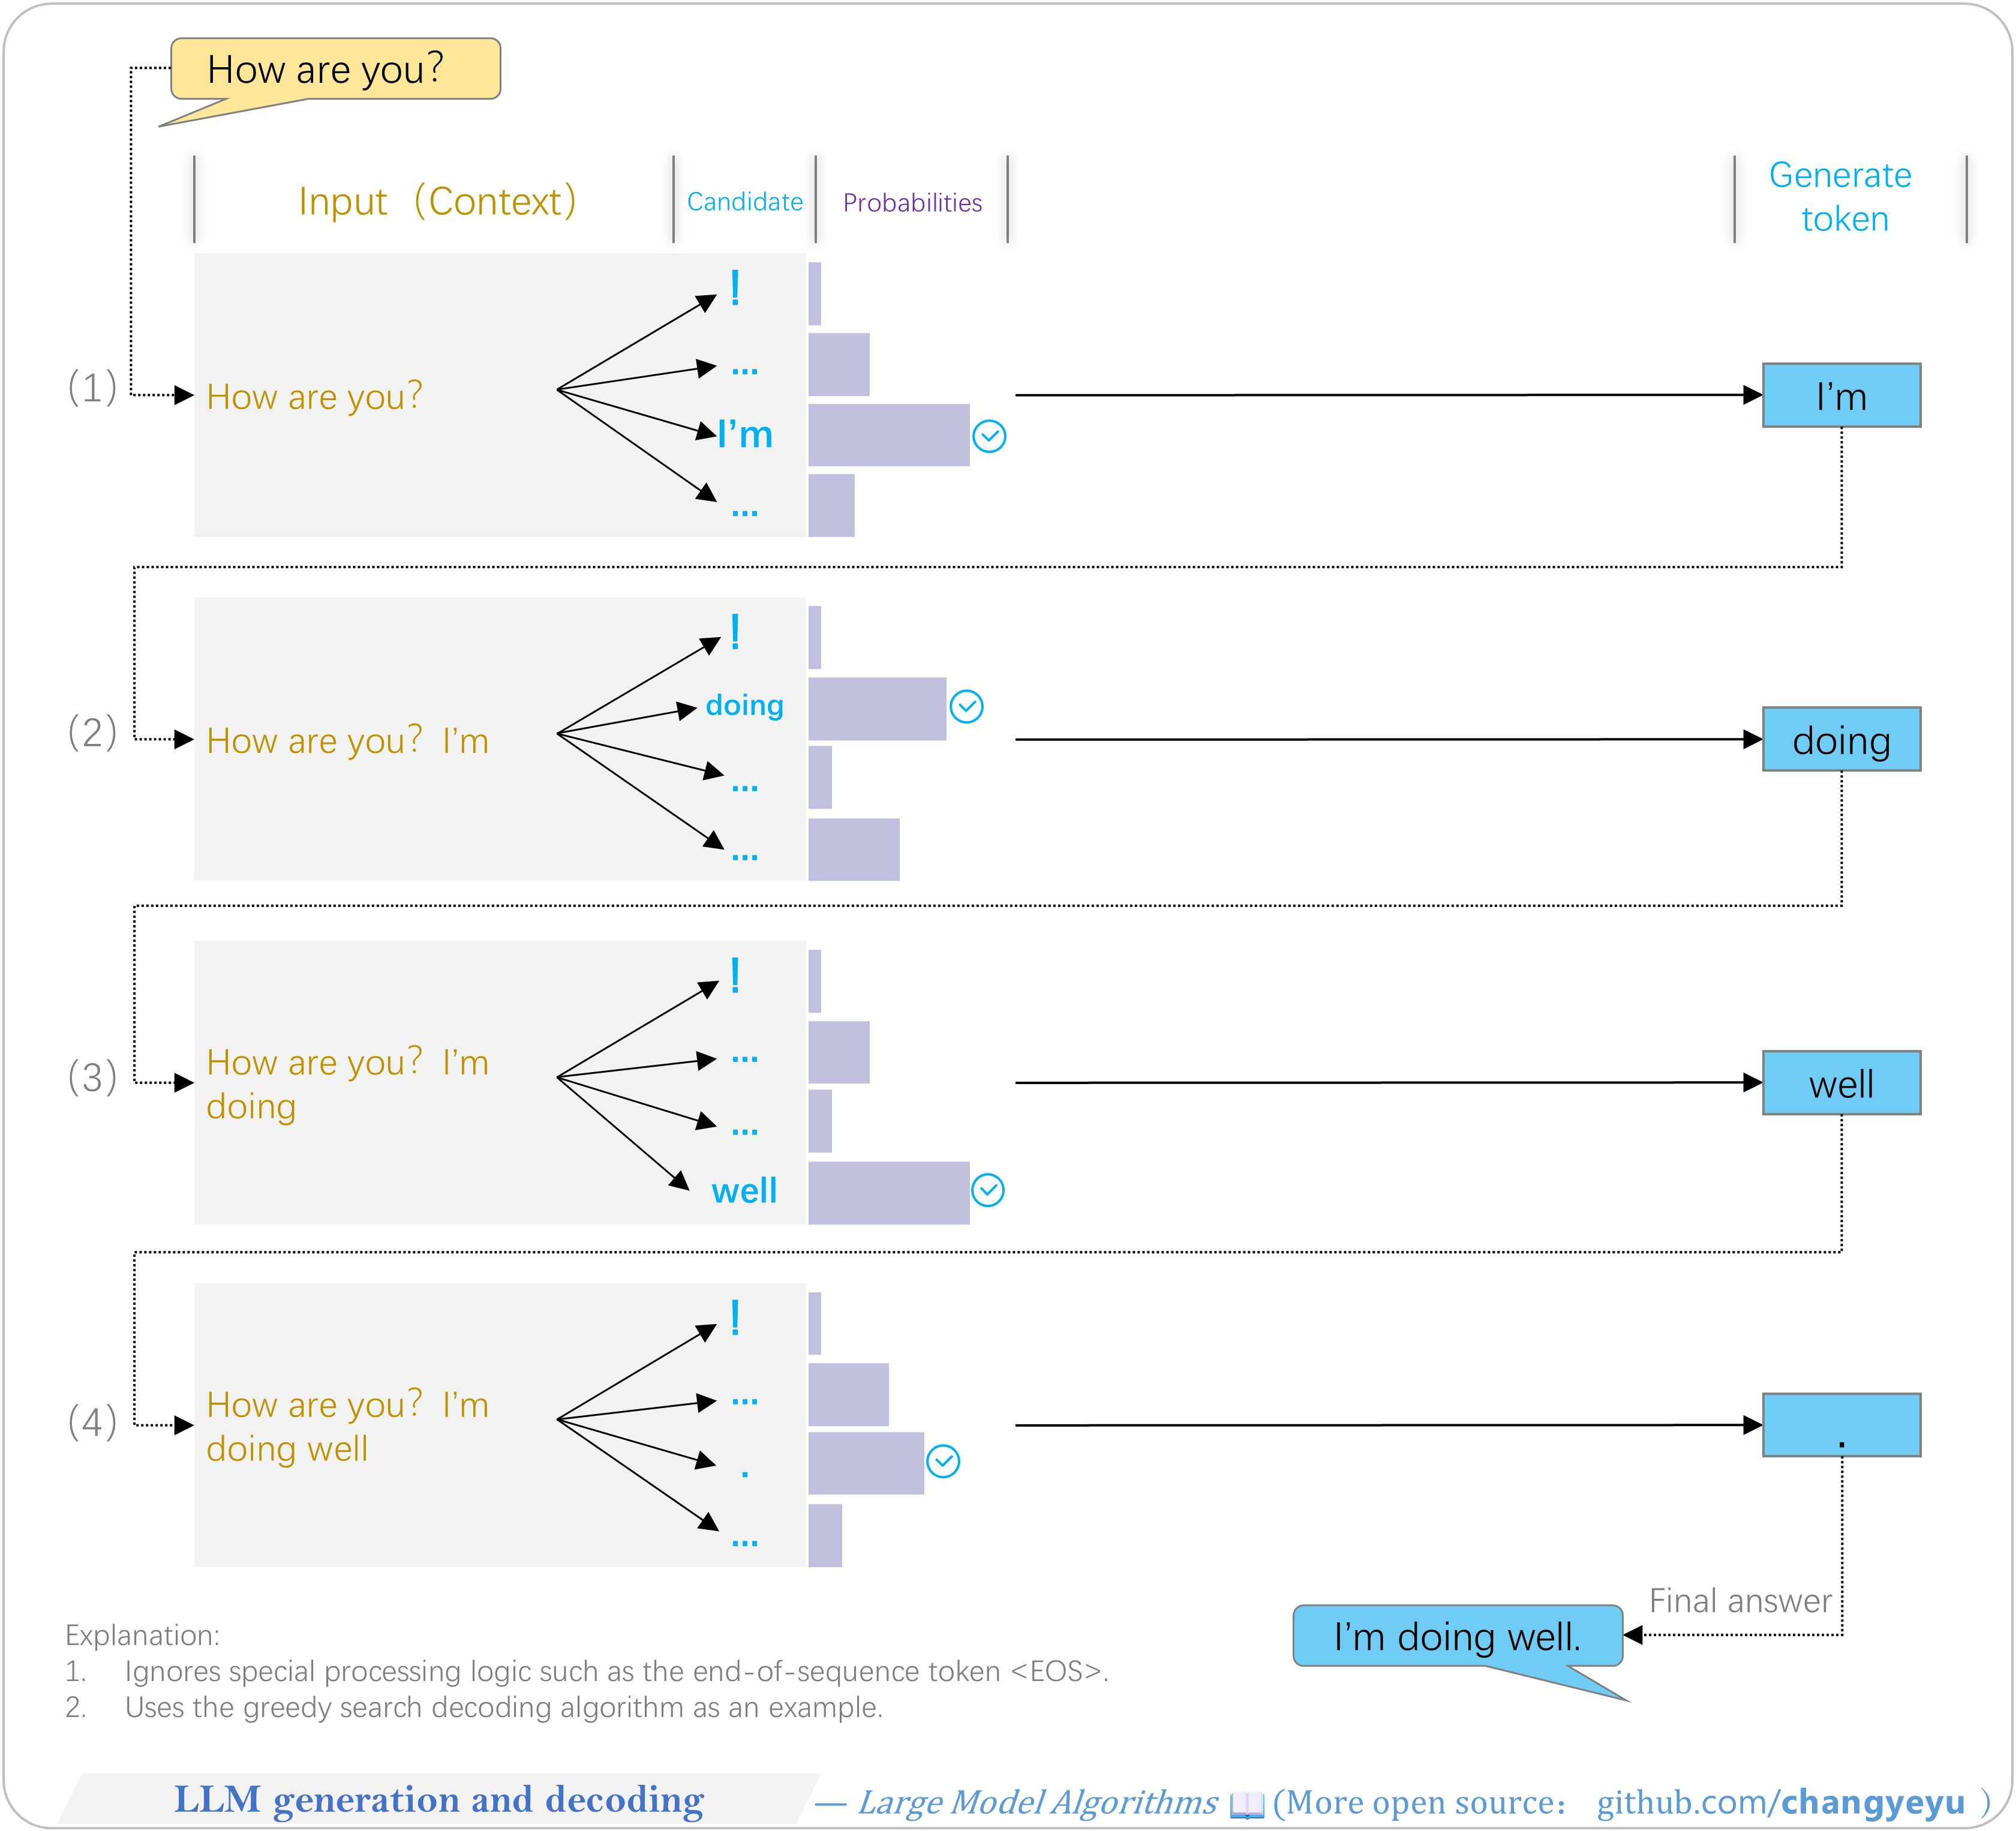 How are you?
Input （Context）
Candidate
Probabilities
Generate
token
!
...
(1)
How are you?
I'm
...
I'm
!
doing
(2)
How are you? I'm
...
...
doing
!
...
(3)
How are you? I'm
doing
...
well
well
!
...
(4)
How are you? I'm
doing well
.
...
.
Final answer
I'm doing well.
Explanation:
1. Ignores special processing logic such as the end-of-sequence token <EOS>.
2. Uses the greedy search decoding algorithm as an example.
LLM generation and decoding — Large Model Algorithms 📖 (More open source： github.com/changyeyu )